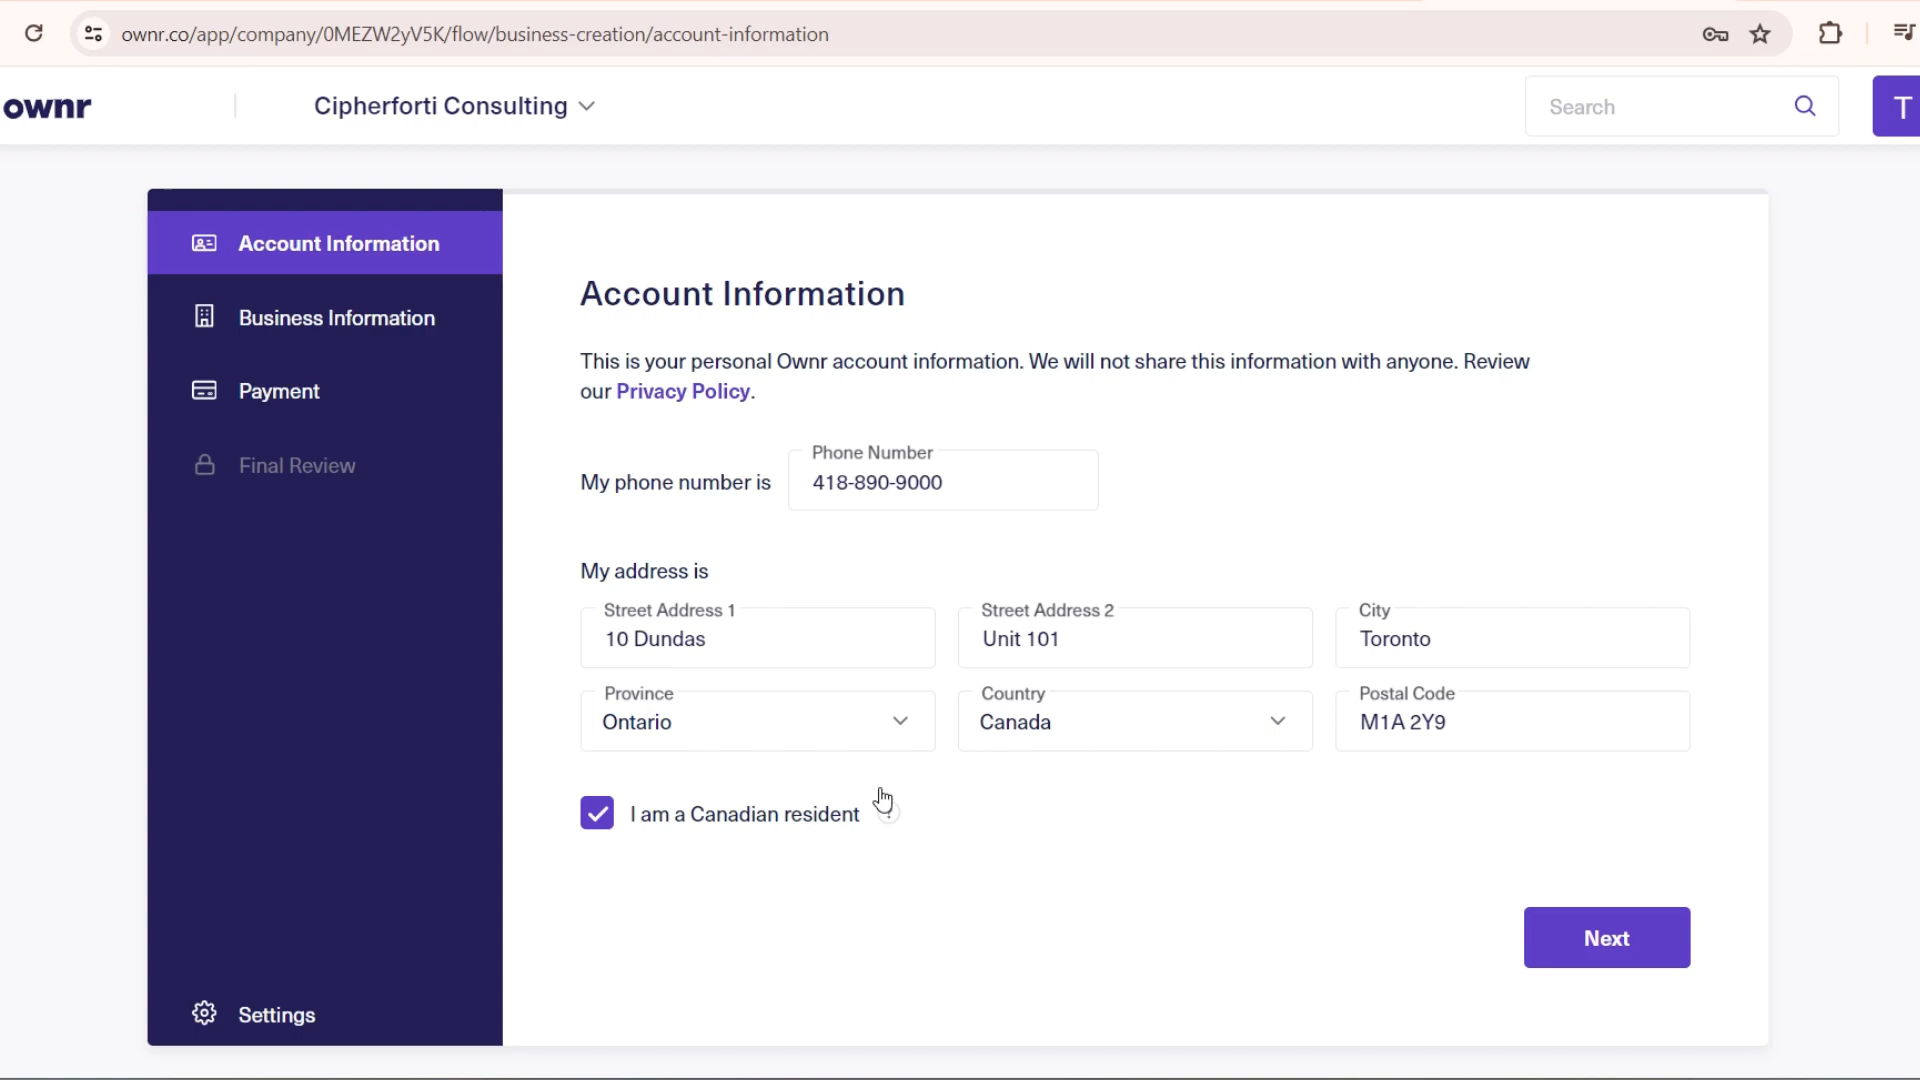 ownr.co/app/company/0MEZW2yV5K/flow/business-creation/account-information
ownr
Cipherforti Consulting
Search
T
Account Information
Business Information
Payment
Final Review
Settings
Account Information
This is your personal Ownr account information. We will not share this information with anyone. Review
our Privacy Policy.
My phone number is
Phone Number
418-890-9000
My address is
Street Address 1
10 Dundas
Street Address 2
Unit 101
City
Toronto
Province
Ontario
Country
Canada
Postal Code
M1A 2Y9
I am a Canadian resident
Next